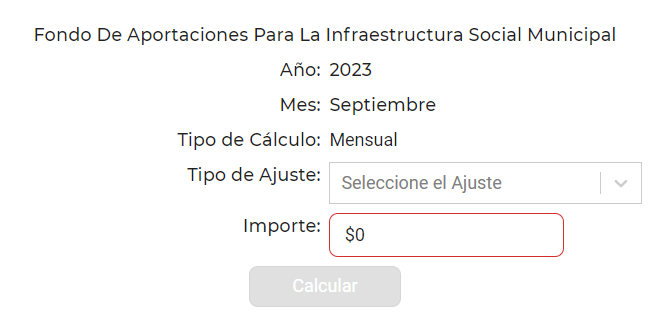 Fondo De Aportaciones Para La Infraestructura Social Municipal
Año: 2023
Mes: Septiembre
Tipo de Cálculo: Mensual
Tipo de Ajuste: Seleccione el Ajuste
Importe: $0
Calcular